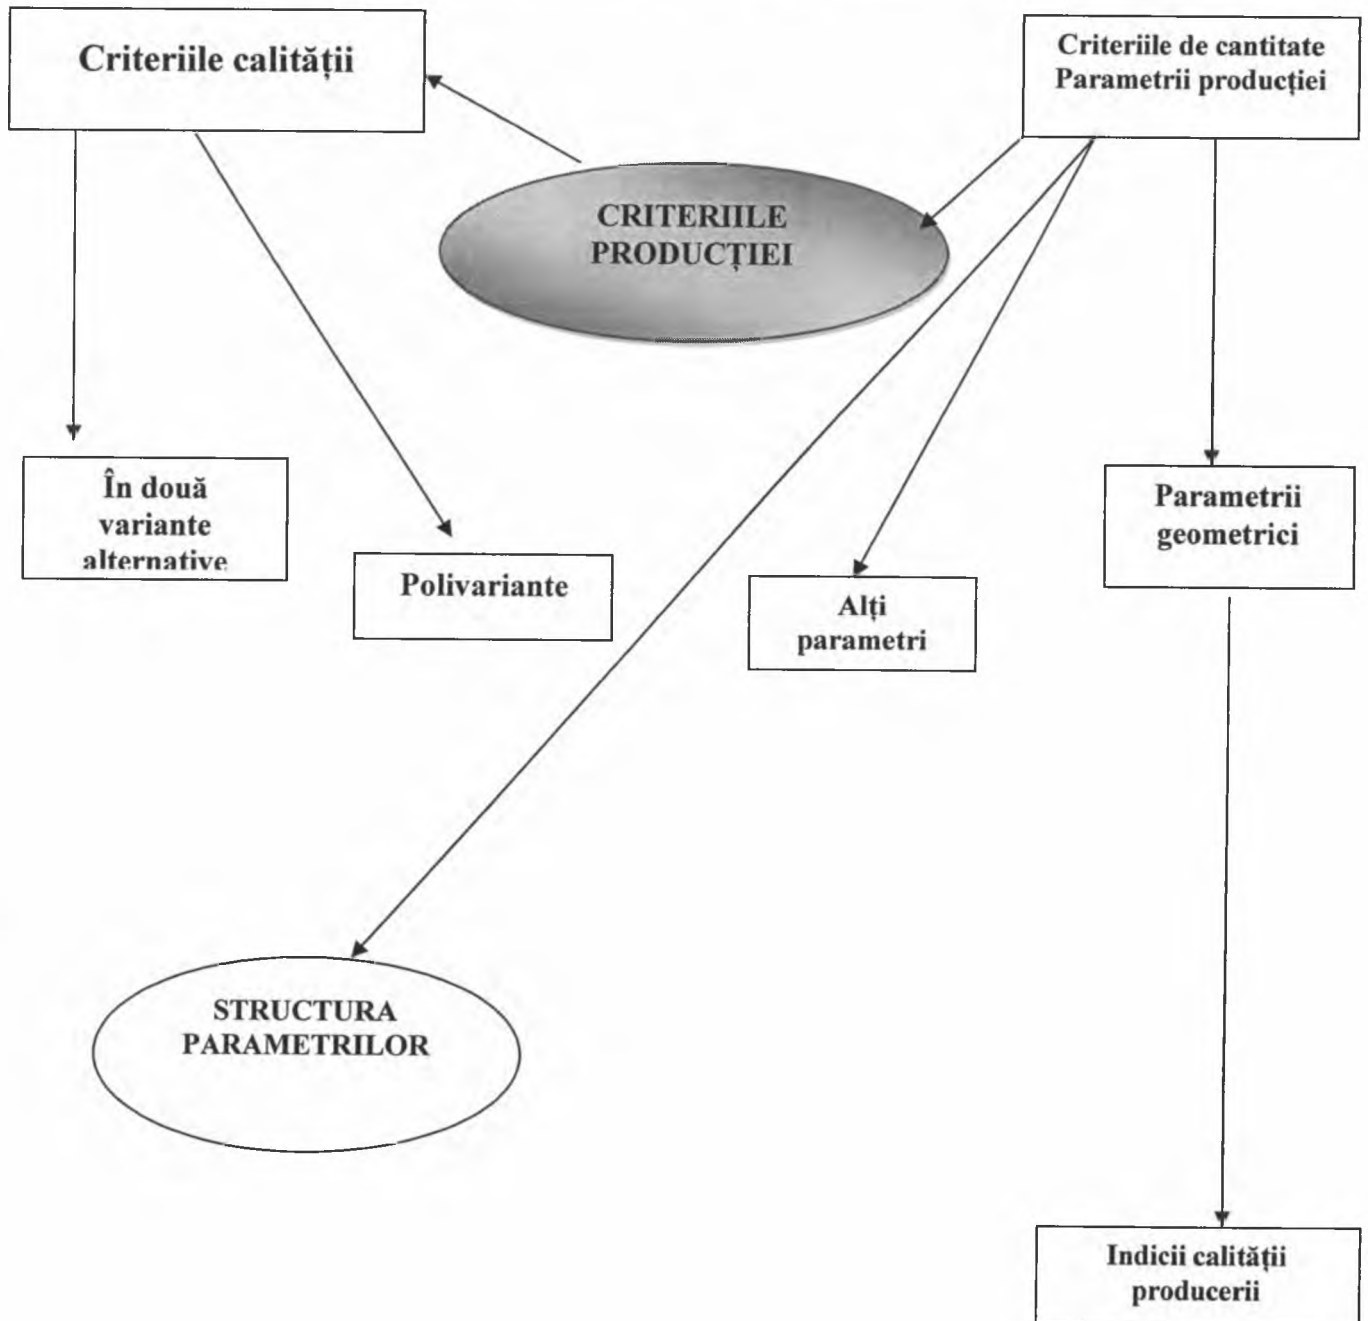 Criteriile calității
Criteriile de cantitate
Parametrii producției
CRITERIILE
PRODUCȚIEI
În două
variante
alternative
Polivariante
Alți
parametri
Parametrii
geometrici
STRUCTURA
PARAMETRILOR
Indicii calității
producerii